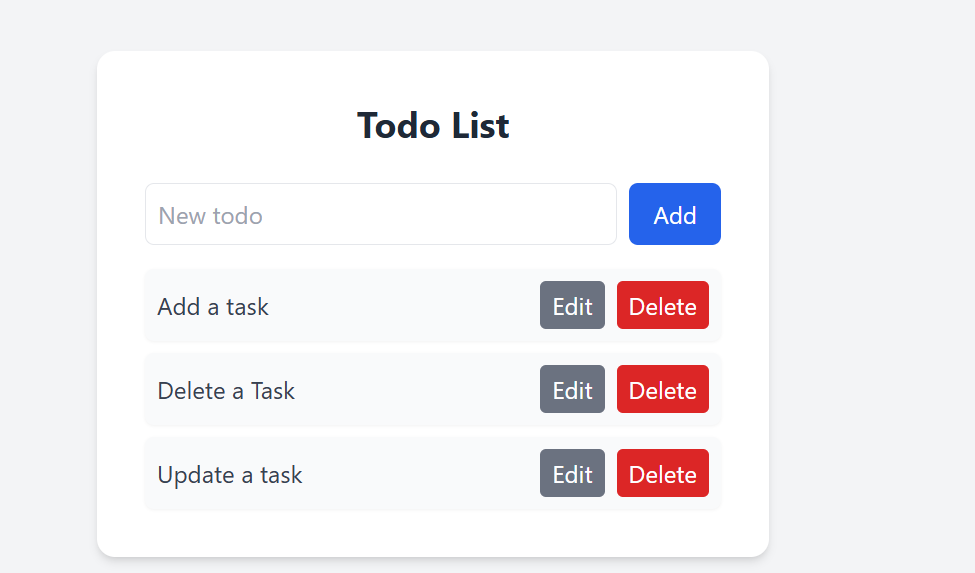 Todo List
New todo Add
Add a task Edit Delete
Delete a Task Edit Delete
Update a task Edit Delete